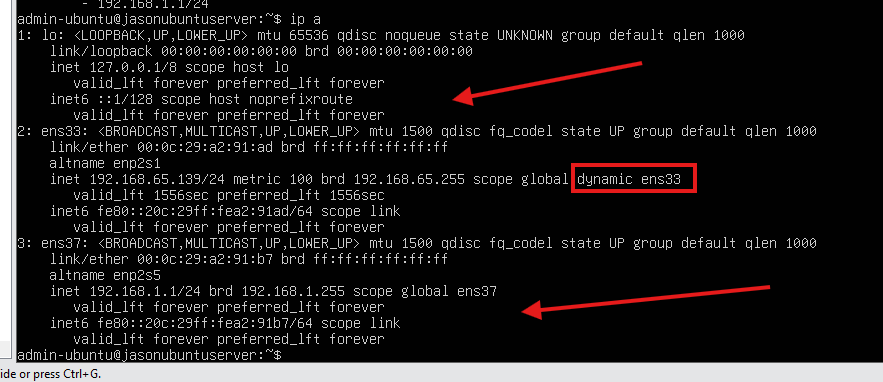 - 192.168.1.1/24
admin-ubuntu@jasonubuntuserver:~$ ip a
1: lo: <LOOPBACK,UP,LOWER_UP> mtu 65536 qdisc noqueue state UNKNOWN group default qlen 1000
link/loopback 00:00:00:00:00:00 brd 00:00:00:00:00:00
inet 127.0.0.1/8 scope host lo
valid_lft forever preferred_lft forever
inet6 ::1/128 scope host noprefixroute
valid_lft forever preferred_lft forever
2: ens33: <BROADCAST,MULTICAST,UP,LOWER_UP> mtu 1500 qdisc fq_codel state UP group default qlen 1000
link/ether 00:0c:29:a2:91:ad brd ff:ff:ff:ff:ff:ff
altname enp2s1
inet 192.168.65.139/24 metric 100 brd 192.168.65.255 scope global dynamic ens33
valid_lft 1556sec preferred_lft 1556sec
inet6 fe80::20c:29ff:fea2:91ad/64 scope link
valid_lft forever preferred_lft forever
3: ens37: <BROADCAST,MULTICAST,UP,LOWER_UP> mtu 1500 qdisc fq_codel state UP group default qlen 1000
link/ether 00:0c:29:a2:91:b7 brd ff:ff:ff:ff:ff:ff
altname enp2s5
inet 192.168.1.1/24 brd 192.168.1.255 scope global ens37
valid_lft forever preferred_lft forever
inet6 fe80::20c:29ff:fea2:91b7/64 scope link
valid_lft forever preferred_lft forever
admin-ubuntu@jasonubuntuserver:~$
ide or press Ctrl+G.